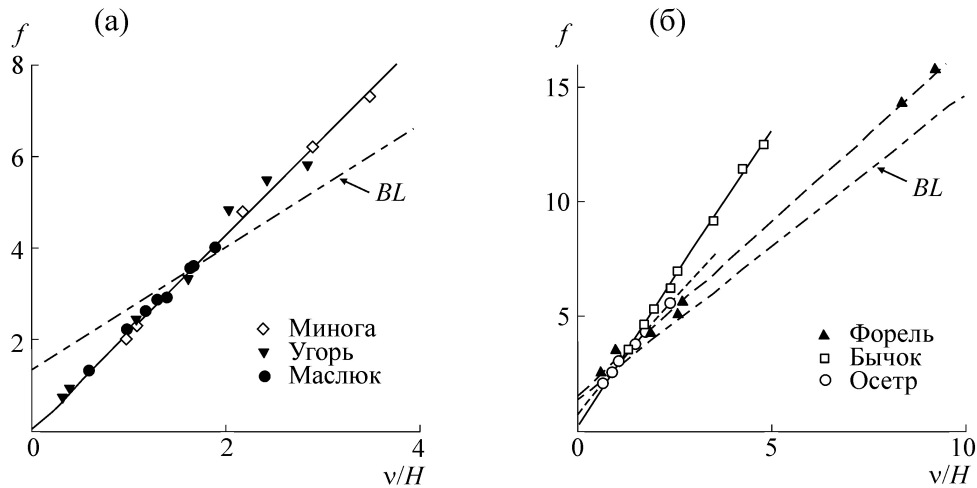 (а)
f
8
6
4
2
0
2
4
ν/H
BL
Минога
Угорь
Маслюк
(б)
f
15
10
5
0
5
10
ν/H
BL
Форель
Бычок
Осетр